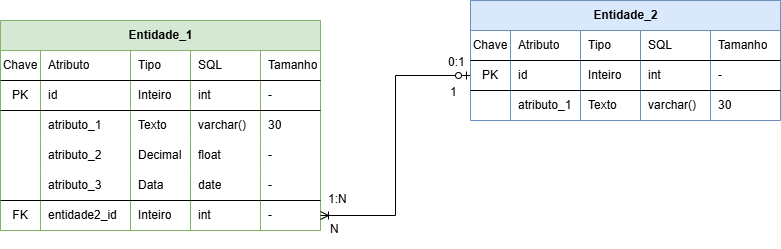 Entidade_1
Chave Atributo Tipo SQL Tamanho
PK id Inteiro int -
atributo_1 Texto varchar() 30
atributo_2 Decimal float -
atributo_3 Data date -
FK entidade2_id Inteiro int -
1:N
N
0:1
1
Entidade_2
Chave Atributo Tipo SQL Tamanho
PK id Inteiro int -
atributo_1 Texto varchar() 30